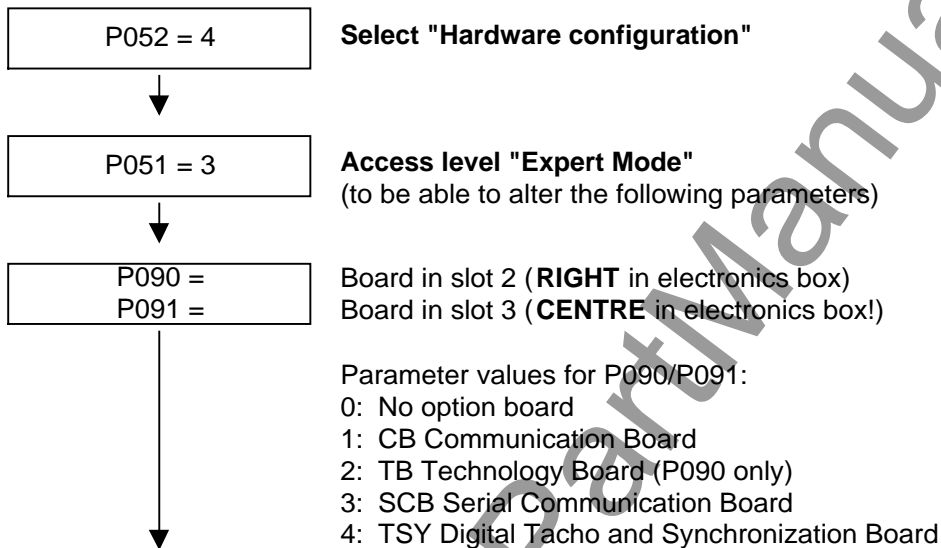 P052 = 4 Select "Hardware configuration"
P051 = 3 Access level "Expert Mode"
(to be able to alter the following parameters)
P090 = Board in slot 2 (RIGHT in electronics box)
P091 = Board in slot 3 (CENTRE in electronics box!)
Parameter values for P090/P091:
0: No option board
1: CB Communication Board
2: TB Technology Board (P090 only)
3: SCB Serial Communication Board
4: TSY Digital Tacho and Synchronization Board
PartManua